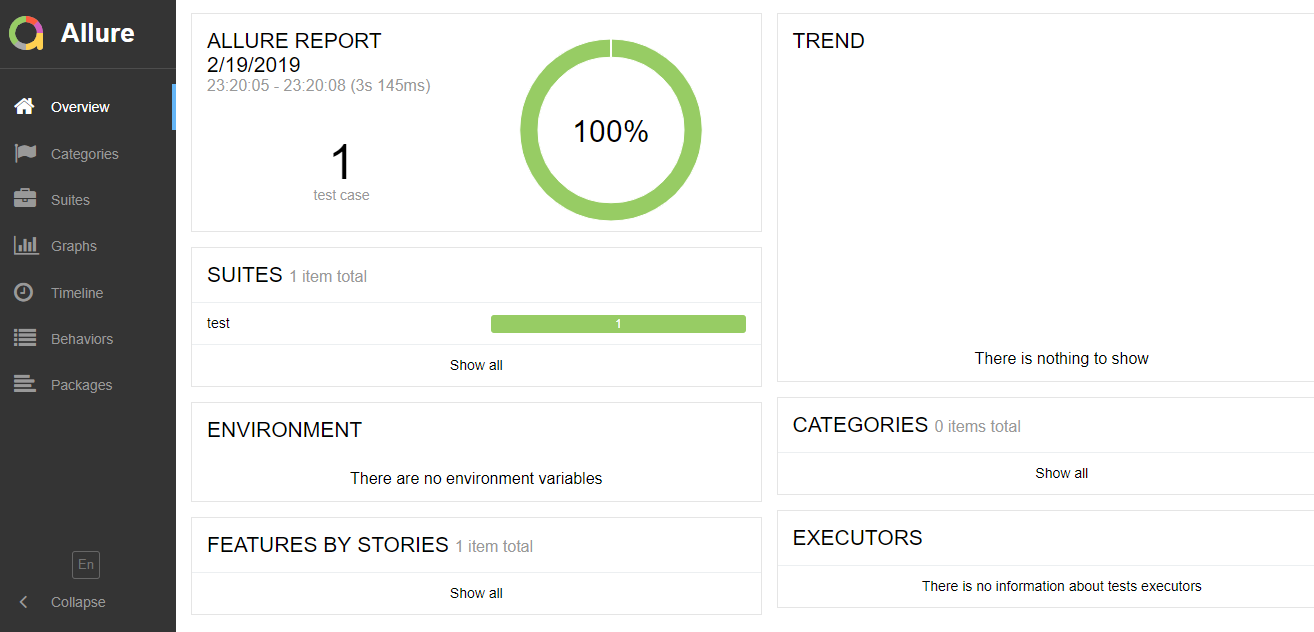 Allure
Overview
Categories
Suites
Graphs
Timeline
Behaviors
Packages
En
Collapse
ALLURE REPORT
2/19/2019
23:20:05 - 23:20:08 (3s 145ms)
1
test case
100%
SUITES 1 item total
test 1
Show all
ENVIRONMENT
There are no environment variables
FEATURES BY STORIES 1 item total
Show all
TREND
There is nothing to show
CATEGORIES 0 items total
Show all
EXECUTORS
There is no information about tests executors